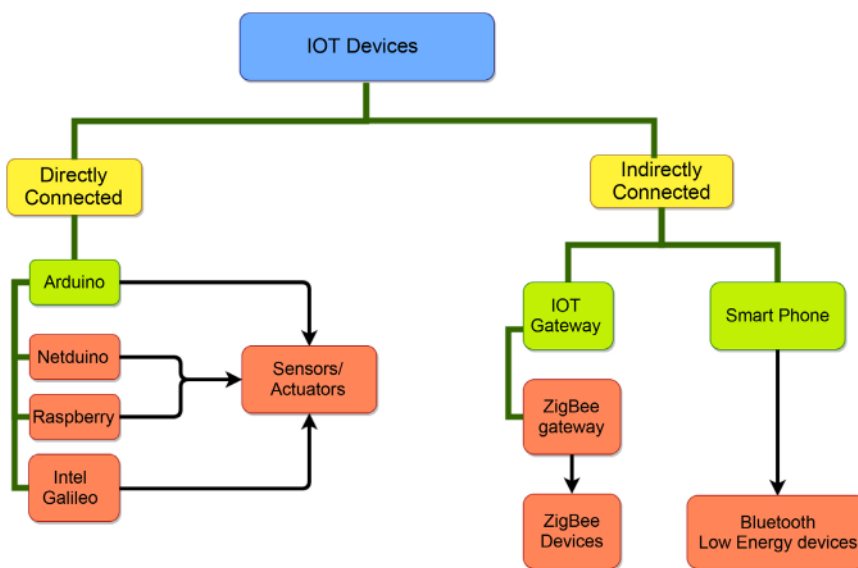 IOT Devices
Directly
Connected
Indirectly
Connected
Arduino
Netduino
Raspberry
Intel
Galileo
Sensors/
Actuators
IOT
Gateway
Smart Phone
ZigBee
gateway
ZigBee
Devices
Bluetooth
Low Energy devices